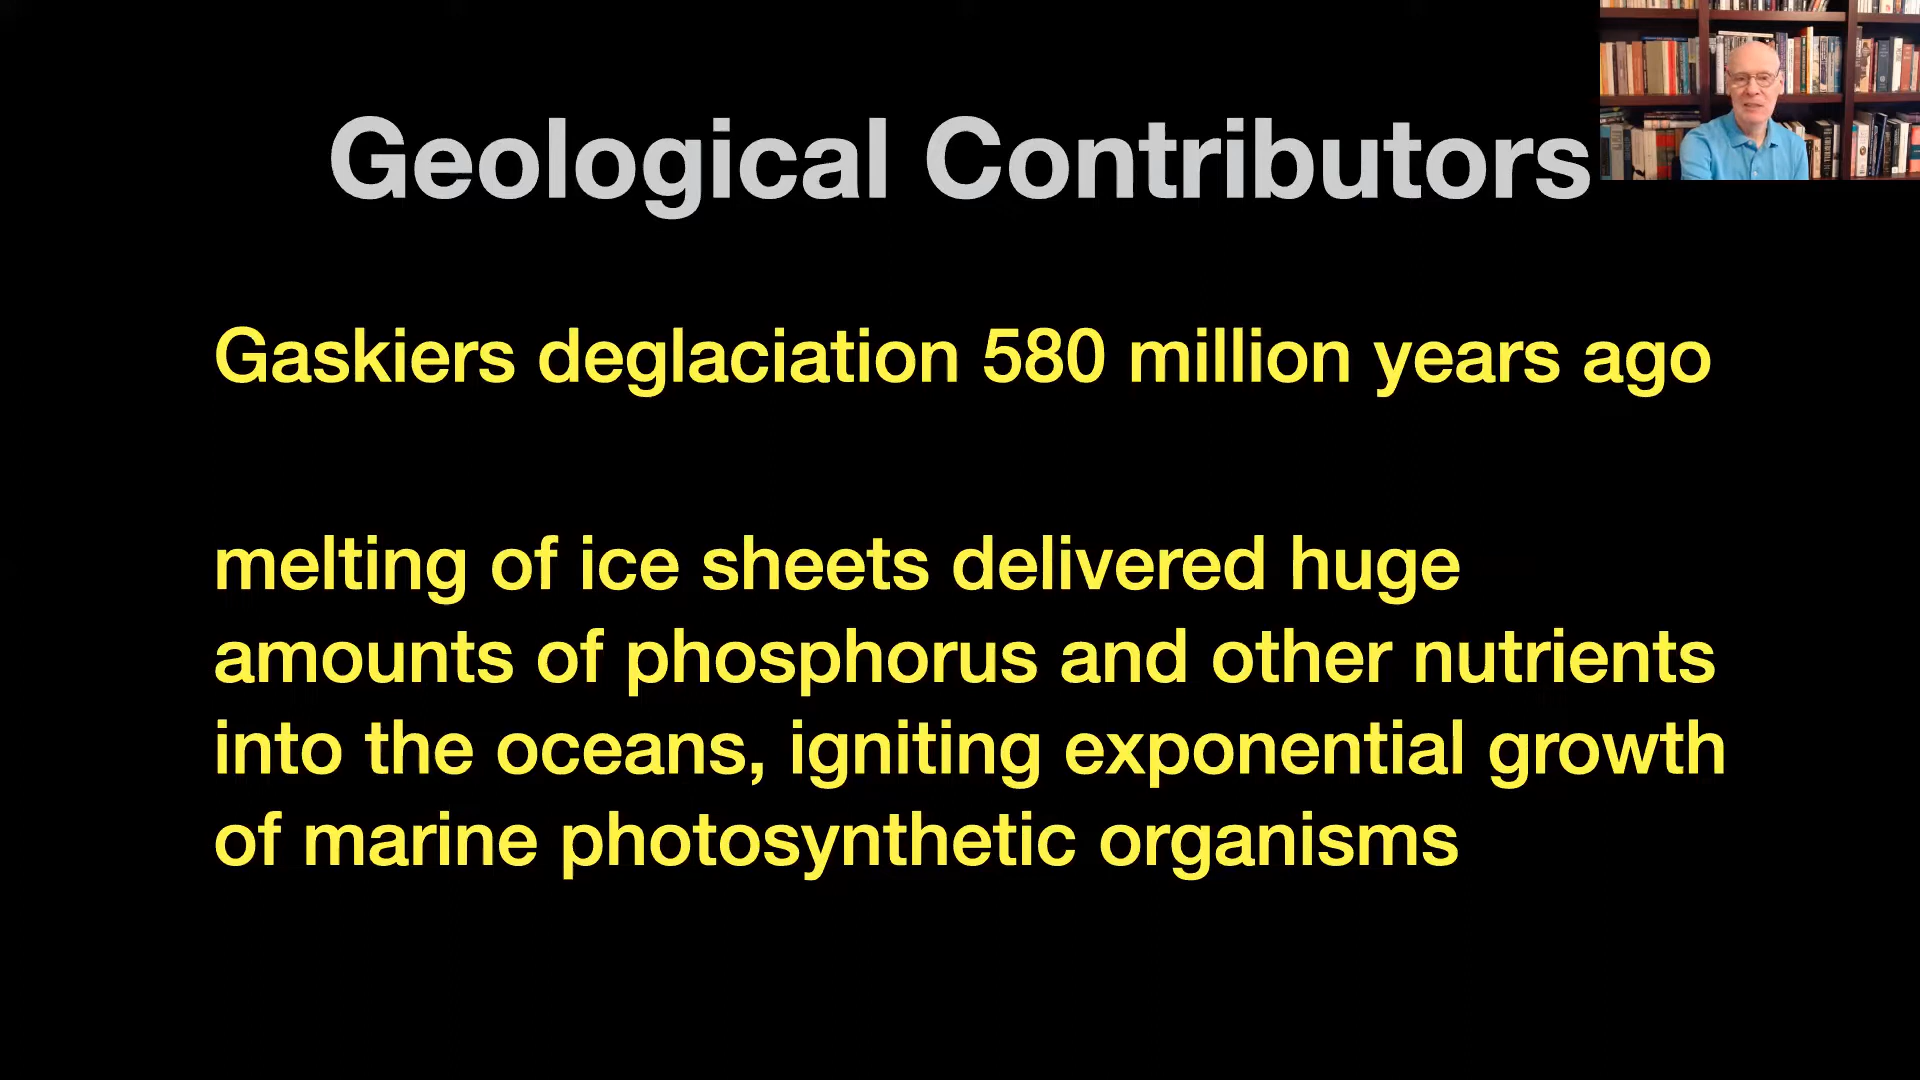 Geological Contributors
Gaskiers deglaciation 580 million years ago
melting of ice sheets delivered huge
amounts of phosphorus and other nutrients
into the oceans, igniting exponential growth
of marine photosynthetic organisms